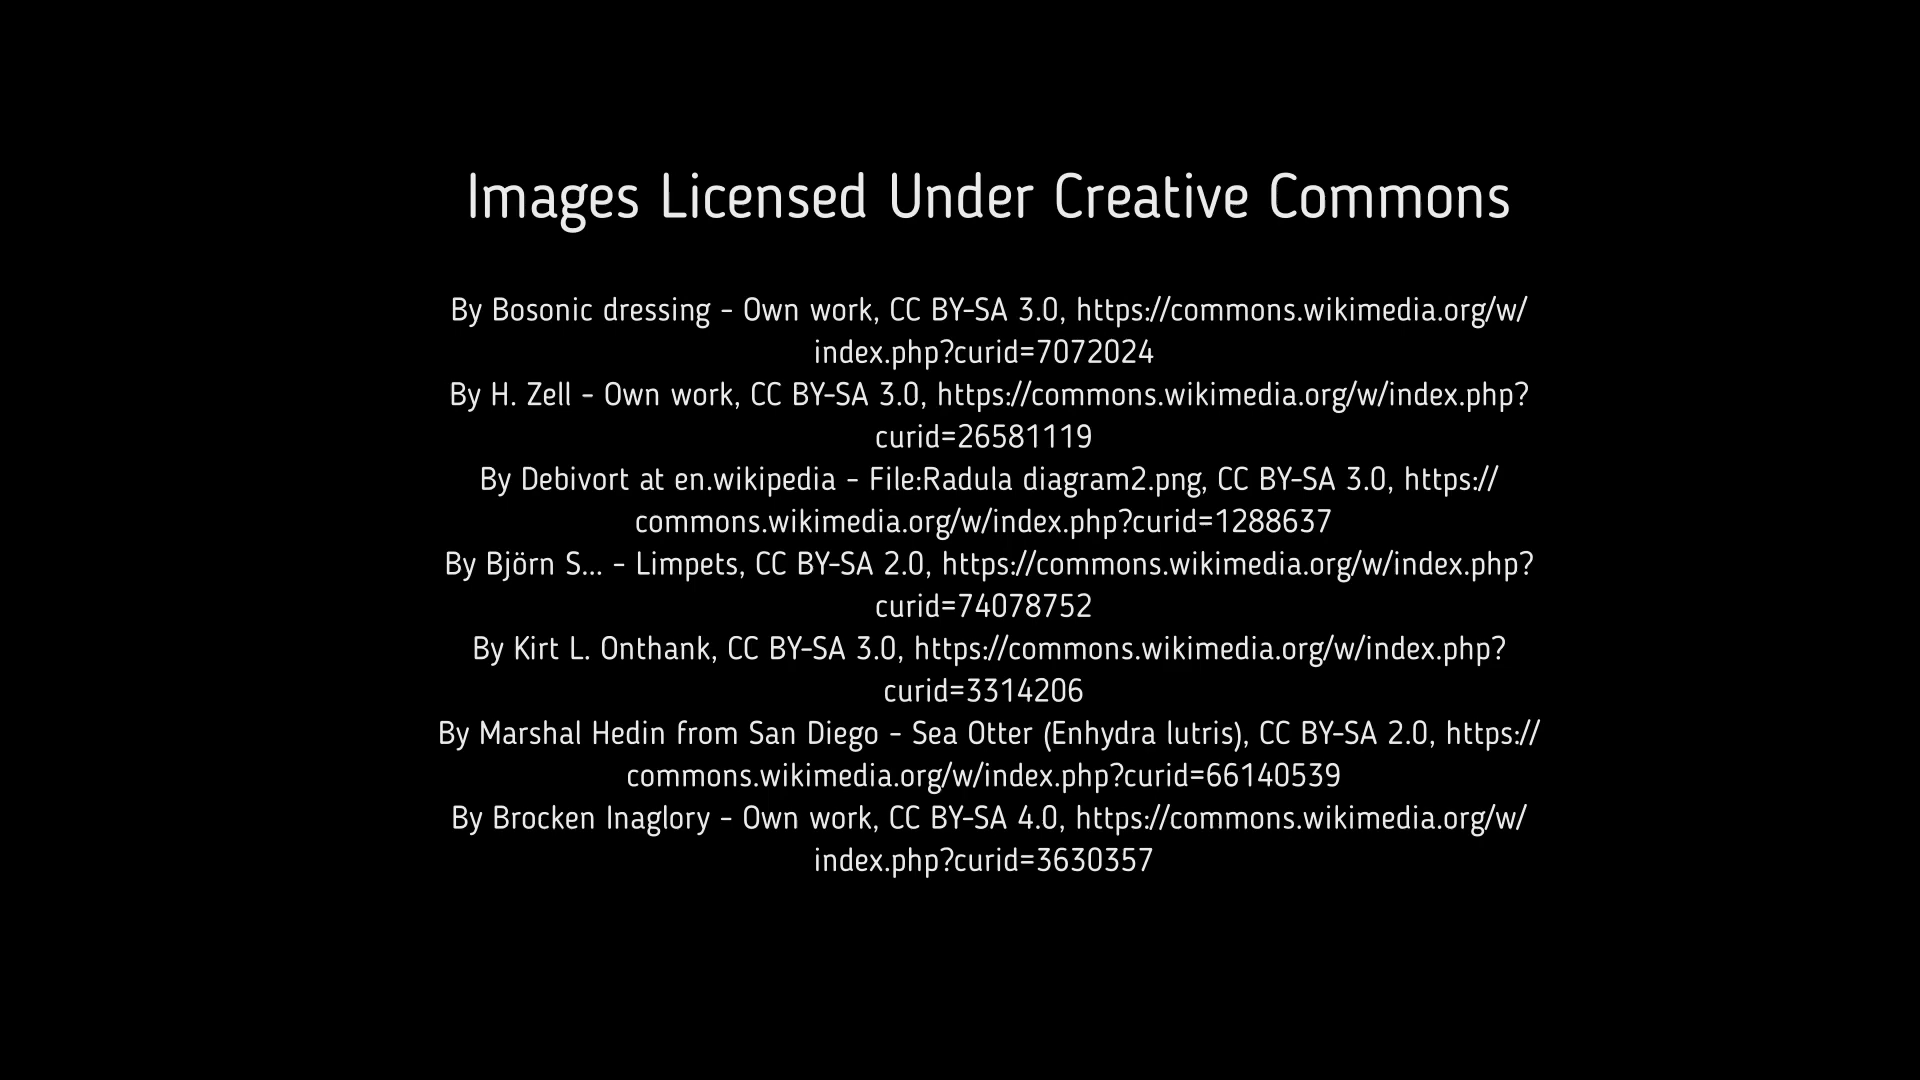 Images Licensed Under Creative Commons
By Bosonic dressing - Own work, CC BY-SA 3.0, https://commons.wikimedia.org/w/
index.php?curid=7072024
By H. Zell - Own work, CC BY-SA 3.0, https://commons.wikimedia.org/w/index.php?
curid=26581119
By Debivort at en.wikipedia - File:Radula diagram2.png, CC BY-SA 3.0, https://
commons.wikimedia.org/w/index.php?curid=1288637
By Björn S... - Limpets, CC BY-SA 2.0, https://commons.wikimedia.org/w/index.php?
curid=74078752
By Kirt L. Onthank, CC BY-SA 3.0, https://commons.wikimedia.org/w/index.php?
curid=3314206
By Marshal Hedin from San Diego - Sea Otter (Enhydra lutris), CC BY-SA 2.0, https://
commons.wikimedia.org/w/index.php?curid=66140539
By Brocken Inaglory - Own work, CC BY-SA 4.0, https://commons.wikimedia.org/w/
index.php?curid=3630357